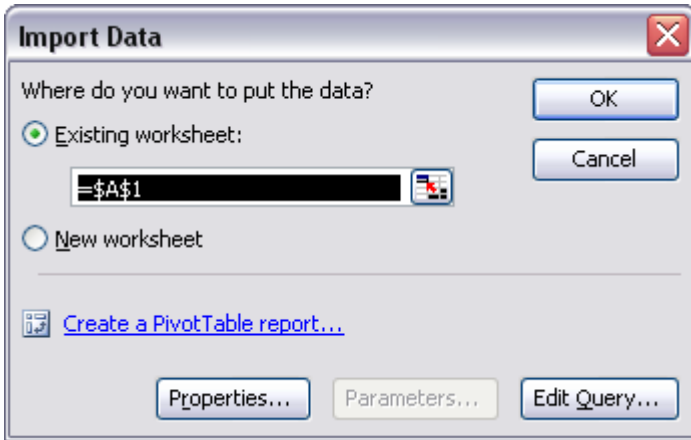 Import Data
Where do you want to put the data?
OK
Existing worksheet:
Cancel
=$A$1
New worksheet
Create a PivotTable report...
Properties...
Parameters...
Edit Query...